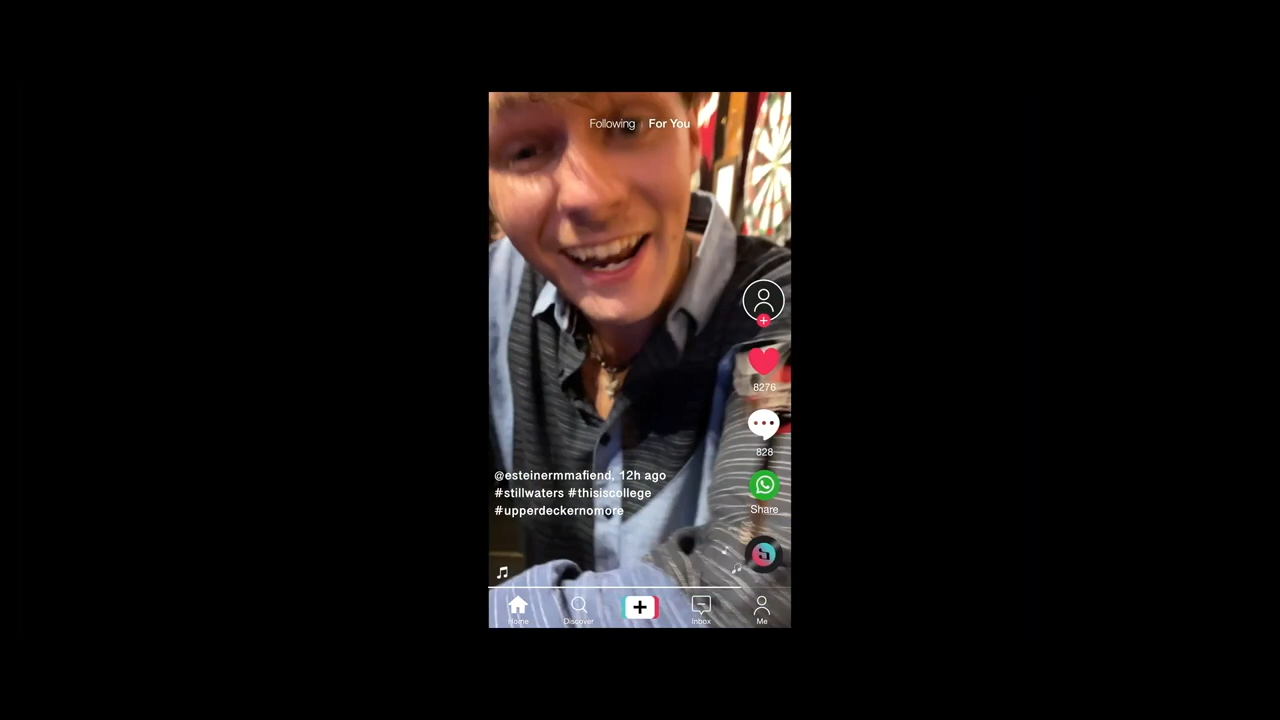 Following
For You
8276
828
Share
@esteinermmafiend, 12h ago
#stillwaters #thisiscollege
#upperdeckernomore
Home
Discover
Inbox
Me